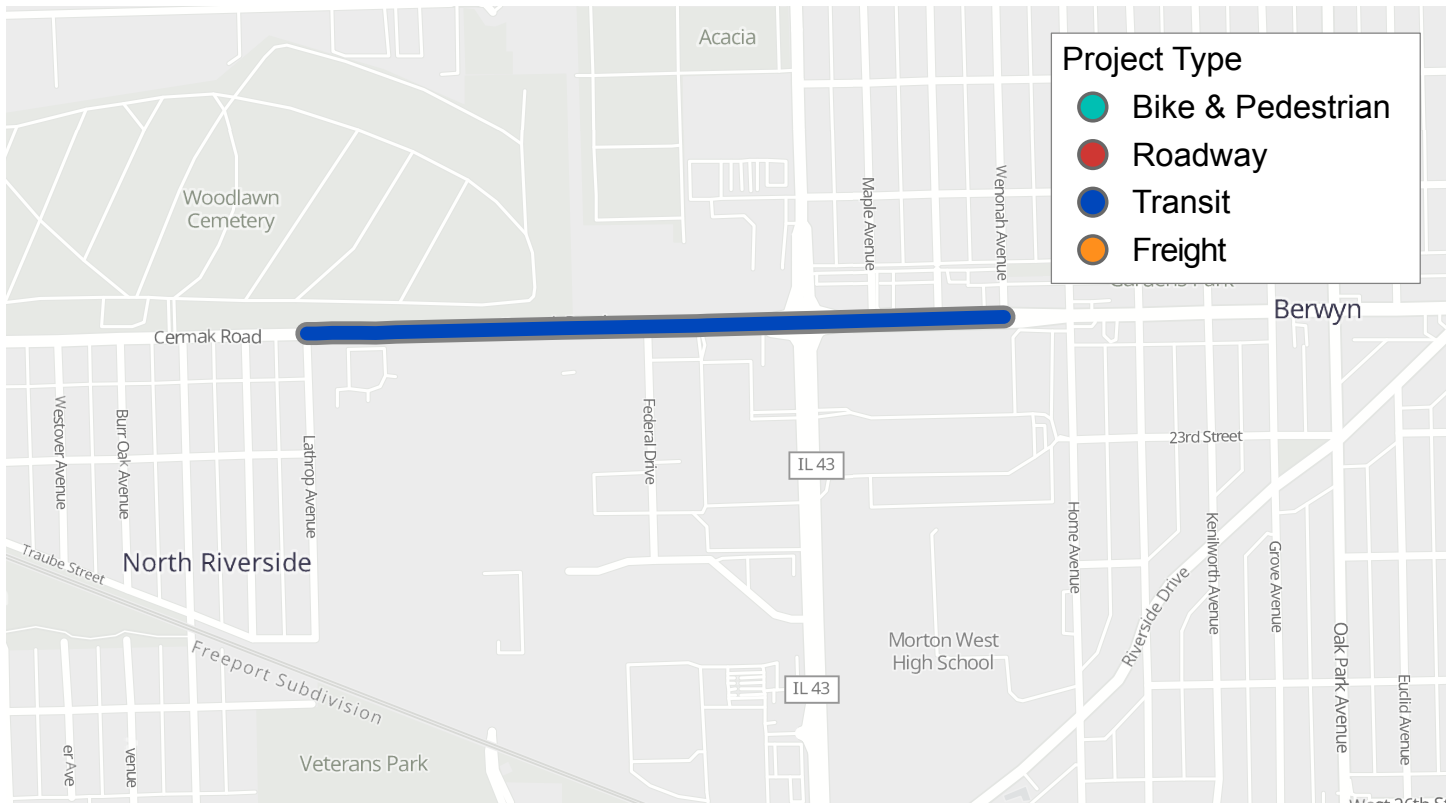 Acacia
Project Type
Bike & Pedestrian
Roadway
Transit
Freight
Woodlawn
Cemetery
Maple Avenue
Wenonah Avenue
Berwyn
Cermak Road
Westover Avenue
Burr Oak Avenue
Lathrop Avenue
Federal Drive
IL 43
23rd Street
Home Avenue
Kenilworth Avenue
Grove Avenue
Riverside Drive
Oak Park Avenue
Euclid Avenue
Traube Street
North Riverside
Freeport Subdivision
Morton West
High School
IL 43
Veterans Park
er Ave
venue